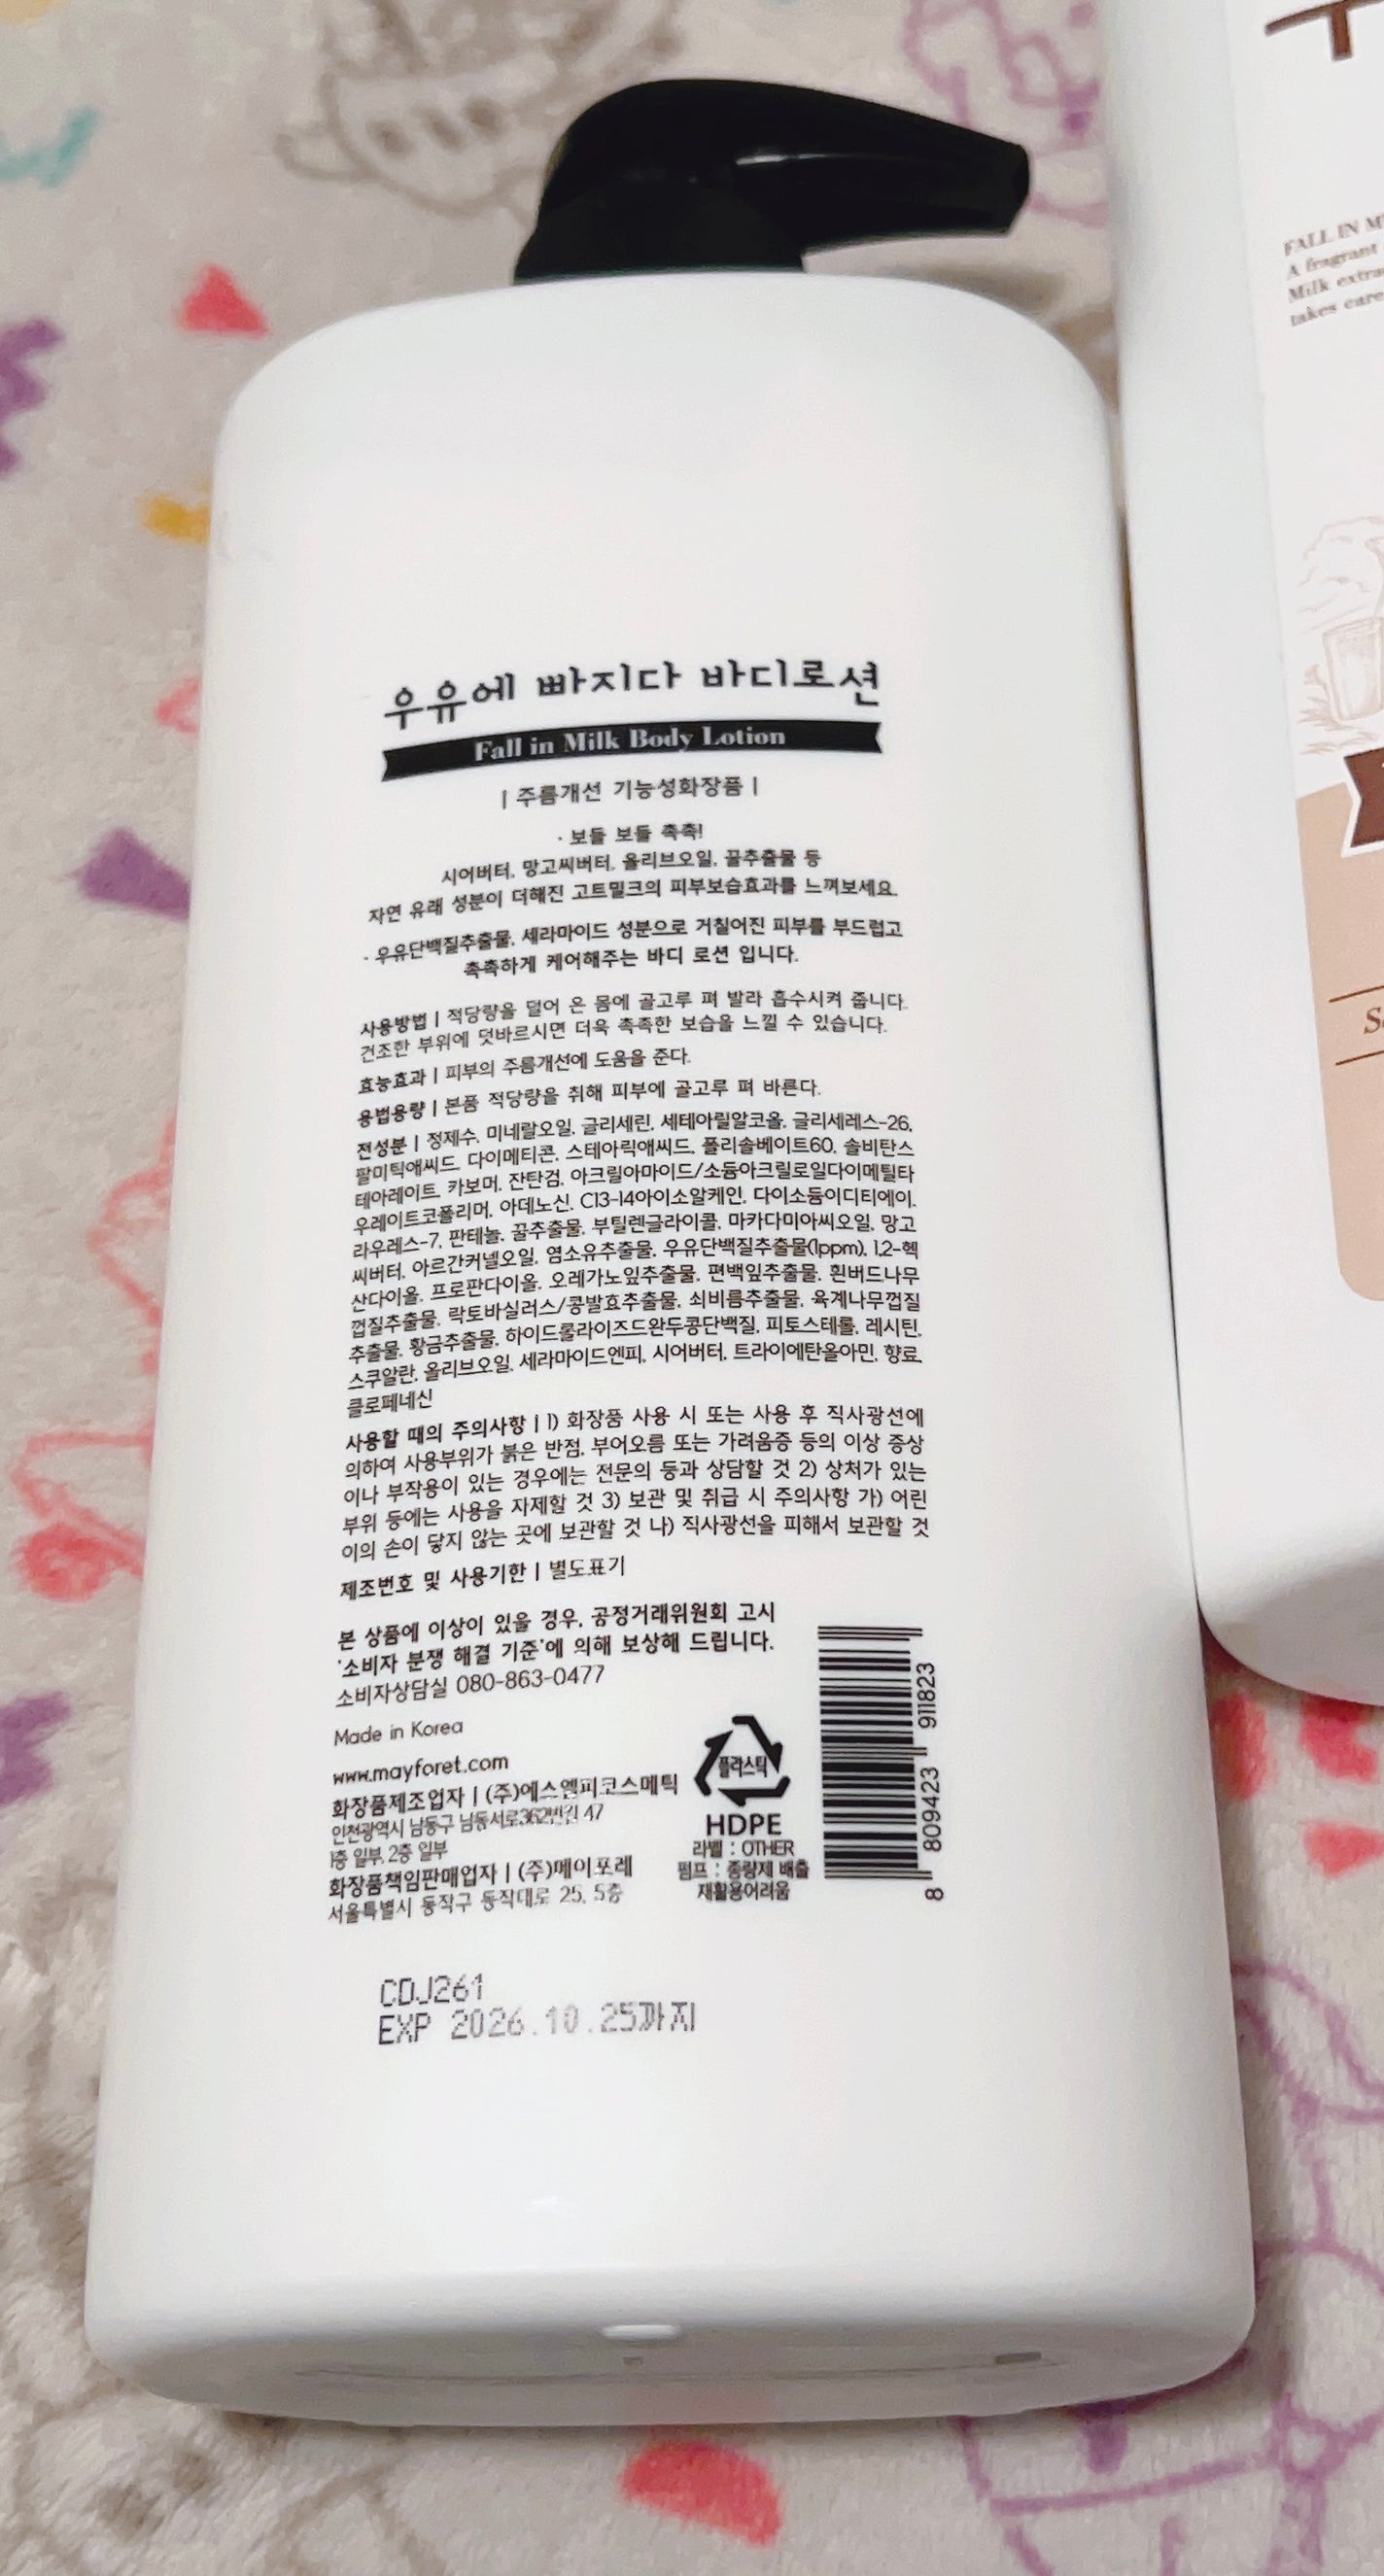 우유에 빠지다 바디로션
Fall in Milk Body Lotion
| 주름개선 기능성화장품 |
· 보들 보들 촉촉!
시어버터, 망고씨버터, 올리브오일, 꿀추출물 등
자연 유래 성분이 더해진 고트밀크의 피부보습효과를 느껴보세요.
· 우유단백질추출물, 세라마이드 성분으로 거칠어진 피부를 부드럽고
촉촉하게 케어해주는 바디 로션 입니다.
사용방법 | 적당량을 덜어 온 몸에 골고루 펴 발라 흡수시켜 줍니다.
건조한 부위에 덧바르시면 더욱 촉촉한 보습을 느낄 수 있습니다.
효능효과 | 피부의 주름개선에 도움을 준다.
용법용량 | 본품 적당량을 취해 피부에 골고루 펴 바른다.
전성분 | 정제수, 미네랄오일, 글리세린, 세테아릴알코올, 글리세레스-26,
팔미틱애씨드, 다이메티콘, 스테아릭애씨드, 폴리솔베이트60, 솔비탄스
테아레이트, 카보머, 잔탄검, 아크릴아마이드/소듐아크릴로일다이메틸타
우레이트코폴리머, 아데노신, C13-14아이소알케인, 다이소듐이디티에이,
라우레스-7, 판테놀, 꿀추출물, 부틸렌글라이콜, 마카다미아씨오일, 망고
씨버터, 아르간커넬오일, 염소유추출물, 우유단백질추출물(1ppm), 1,2-헥
산다이올, 프로판다이올, 오레가노잎추출물, 편백잎추출물, 흰버드나무
껍질추출물, 락토바실러스/콩발효추출물, 쇠비름추출물, 육계나무껍질
추출물, 황금추출물, 하이드롤라이즈드완두콩단백질, 피토스테롤, 레시틴,
스쿠알란, 올리브오일, 세라마이드엔피, 시어버터, 트라이에탄올아민, 향료,
클로페네신
사용할 때의 주의사항 | 1) 화장품 사용 시 또는 사용 후 직사광선에
의하여 사용부위가 붉은 반점, 부어오름 또는 가려움증 등의 이상 증상
이나 부작용이 있는 경우에는 전문의 등과 상담할 것 2) 상처가 있는
부위 등에는 사용을 자제할 것 3) 보관 및 취급 시 주의사항 가) 어린
이의 손이 닿지 않는 곳에 보관할 것 나) 직사광선을 피해서 보관할 것
제조번호 및 사용기한 | 별도표기
본 상품에 이상이 있을 경우, 공정거래위원회 고시
'소비자 분쟁 해결 기준'에 의해 보상해 드립니다.
소비자상담실 080-863-0477
Made in Korea
www.mayforet.com
화장품제조업자 | (주)에스엠피코스메틱
인천광역시 남동구 남동서로362번길 47
1층 일부, 2층 일부
화장품책임판매업자 | (주)메이포레
서울특별시 동작구 동작대로 25, 5층
플라스틱
HDPE
라벨 : OTHER
펌프 : 종량제 배출
재활용어려움
8 809423 911823
CDJ261
EXP 2026.10.25까지
FALL IN
A fragrant
Milk
takes care